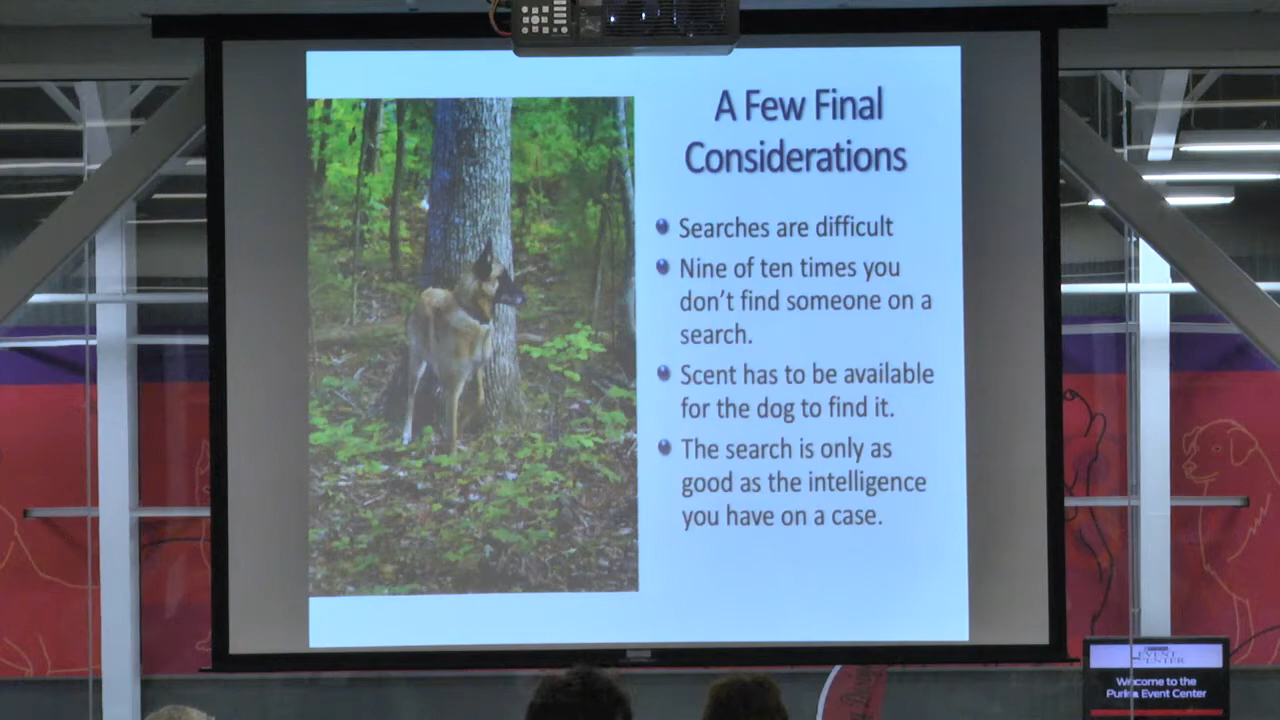 A Few Final
Considerations
Searches are difficult
Nine of ten times you
don't find someone on a
search.
Scent has to be available
for the dog to find it.
The search is only as
good as the intelligence
you have on a case.
EVENT
CENTER
Welcome to the
Purina Event Center